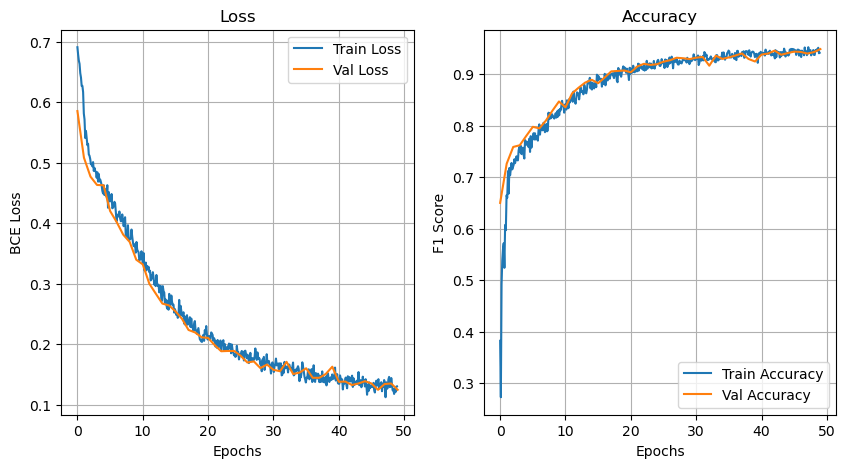 Loss
Train Loss
Val Loss
BCE Loss
0.7
0.6
0.5
0.4
0.3
0.2
0.1
0
10
20
30
40
50
Epochs
Accuracy
Train Accuracy
Val Accuracy
F1 Score
0.9
0.8
0.7
0.6
0.5
0.4
0.3
0
10
20
30
40
50
Epochs